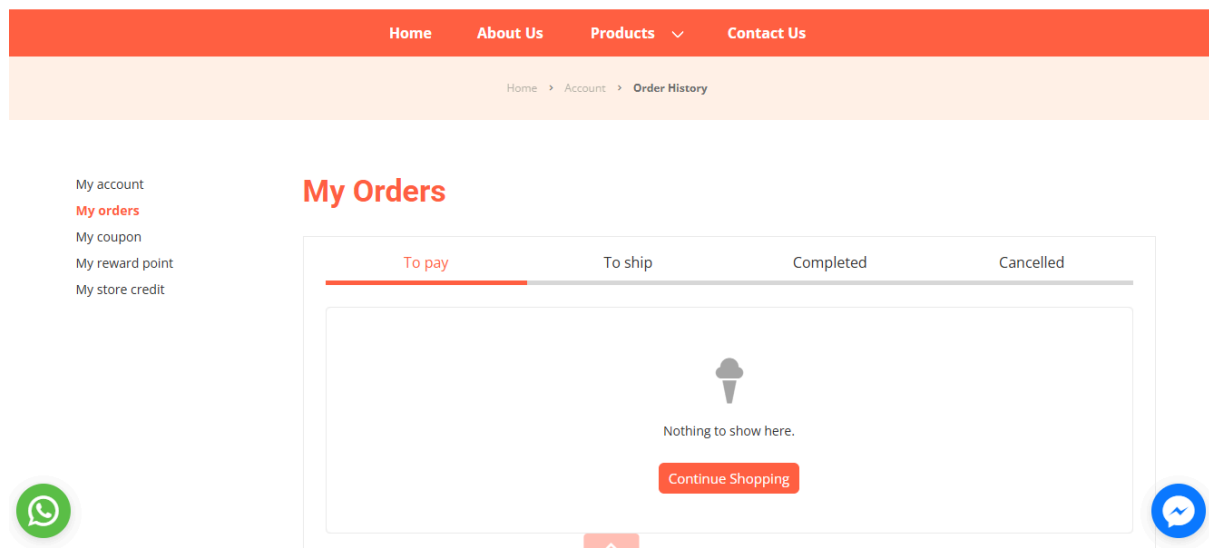 Home About Us Products Contact Us
Home > Account > Order History
My account
My orders
My coupon
My reward point
My store credit
My Orders
To pay To ship Completed Cancelled
Nothing to show here.
Continue Shopping